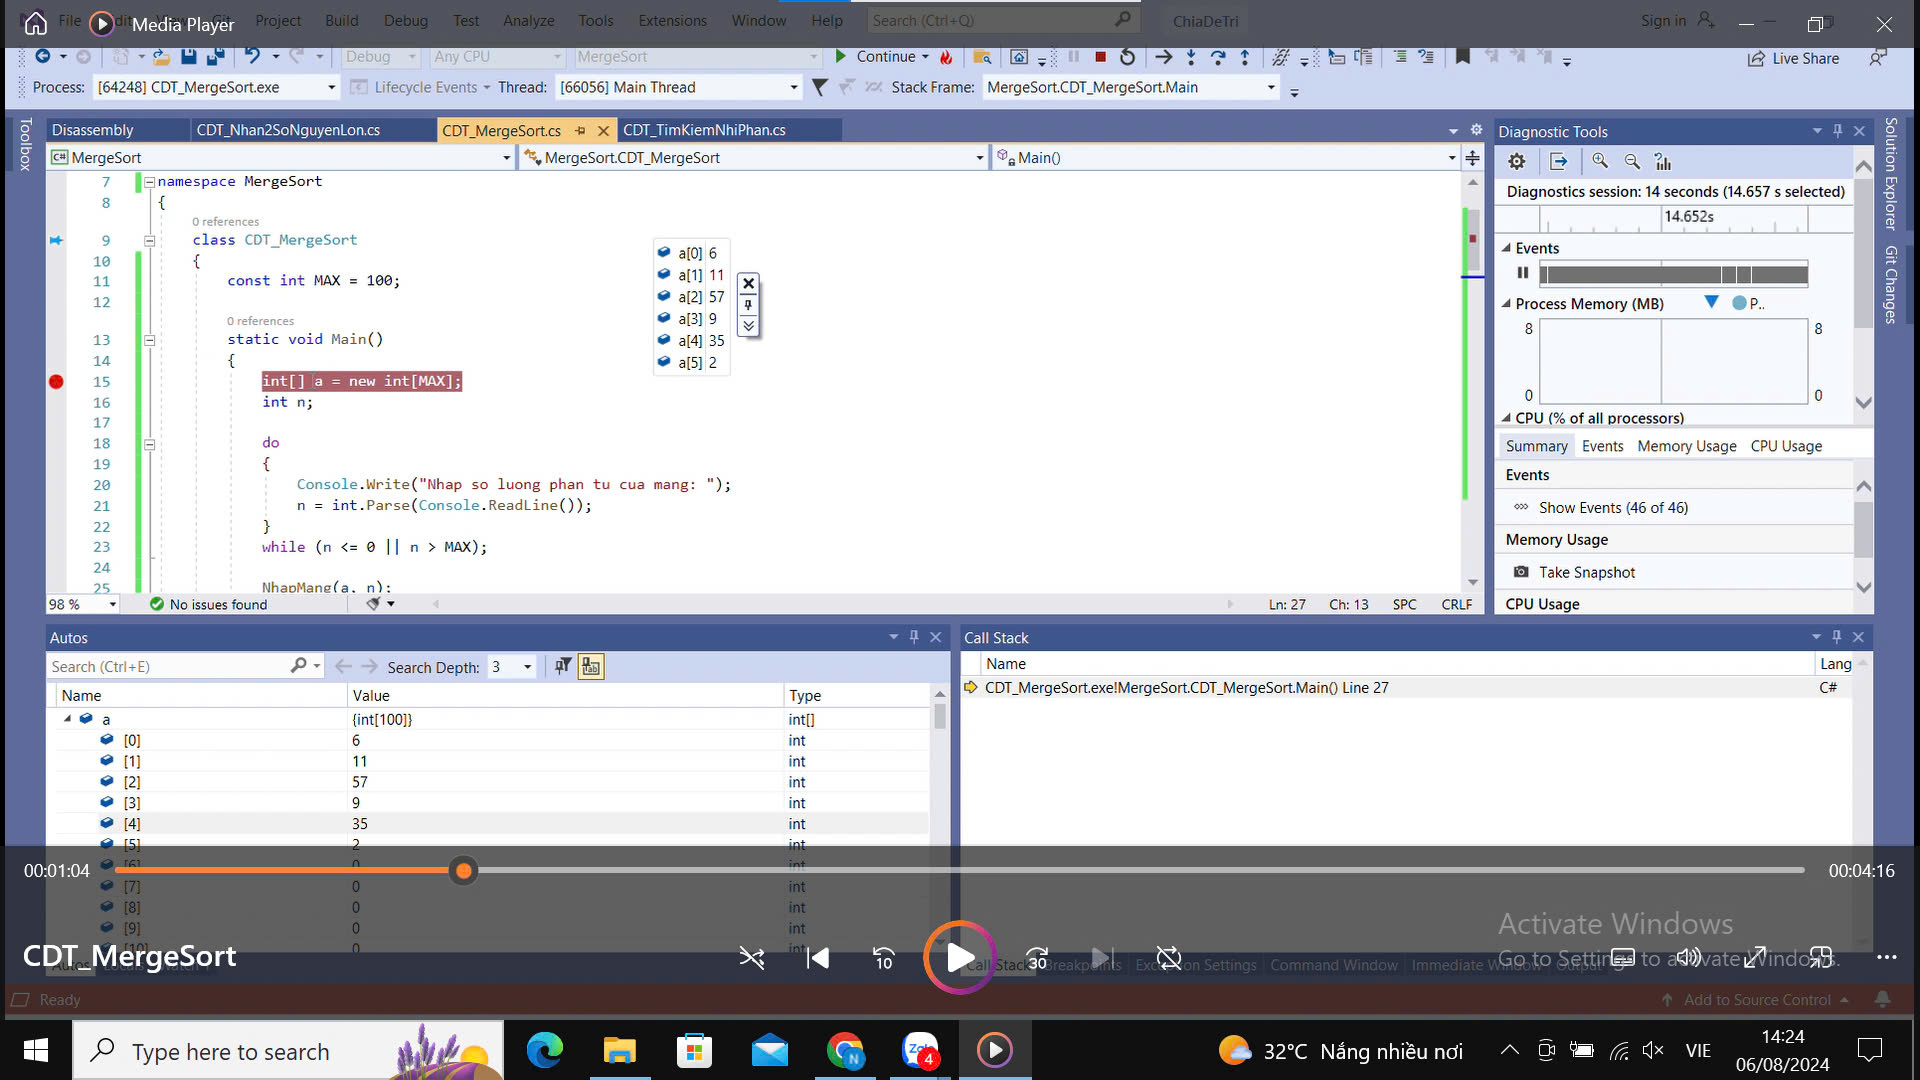 File Project Build Debug Test Analyze Tools Extensions Window Help Search (Ctrl+Q) ChiaDeTri Sign in
Media Player
Debug Any CPU MergeSort Continue Live Share
Process: [64248] CDT_MergeSort.exe Lifecycle Events Thread: [66056] Main Thread Stack Frame: MergeSort.CDT_MergeSort.Main
Toolbox
Disassembly CDT_Nhan2SoNguyenLon.cs CDT_MergeSort.cs CDT_TimKiemNhiPhan.cs
C# MergeSort MergeSort.CDT_MergeSort Main()
7 namespace MergeSort
8 {
0 references
9 class CDT_MergeSort
10 {
11 const int MAX = 100;
12
0 references
13 static void Main()
14 {
15 int[] a = new int[MAX];
16 int n;
17
18 do
19 {
20 Console.Write("Nhap so luong phan tu cua mang: ");
21 n = int.Parse(Console.ReadLine());
22 }
23 while (n <= 0 || n > MAX);
24
25 NhapMang(a, n);
a[0] 6
a[1] 11
a[2] 57
a[3] 9
a[4] 35
a[5] 2
98 % No issues found Ln: 27 Ch: 13 SPC CRLF
Diagnostic Tools
Diagnostics session: 14 seconds (14.657 s selected)
14.652s
Events
Process Memory (MB) P..
8 8
0 0
CPU (% of all processors)
Summary Events Memory Usage CPU Usage
Events
Show Events (46 of 46)
Memory Usage
Take Snapshot
CPU Usage
Solution Explorer
Git Changes
Autos
Search (Ctrl+E) Search Depth: 3
Name Value Type
a {int[100]} int[]
[0] 6 int
[1] 11 int
[2] 57 int
[3] 9 int
[4] 35 int
[5] 2 int
[6] 0 int
[7] 0 int
[8] 0 int
[9] 0 int
[10] 0 int
Call Stack
Name Lang
CDT_MergeSort.exe!MergeSort.CDT_MergeSort.Main() Line 27 C#
00:01:04 00:04:16
CDT_MergeSort
10 30
Autos Locals
Call Stack Breakpoints Exception Settings Command Window Immediate Window Output
Activate Windows
Go to Settings to activate Windows.
Ready Add to Source Control
Type here to search
N
Zalo
4
32°C Nắng nhiều nơi
VIE
14:24
06/08/2024